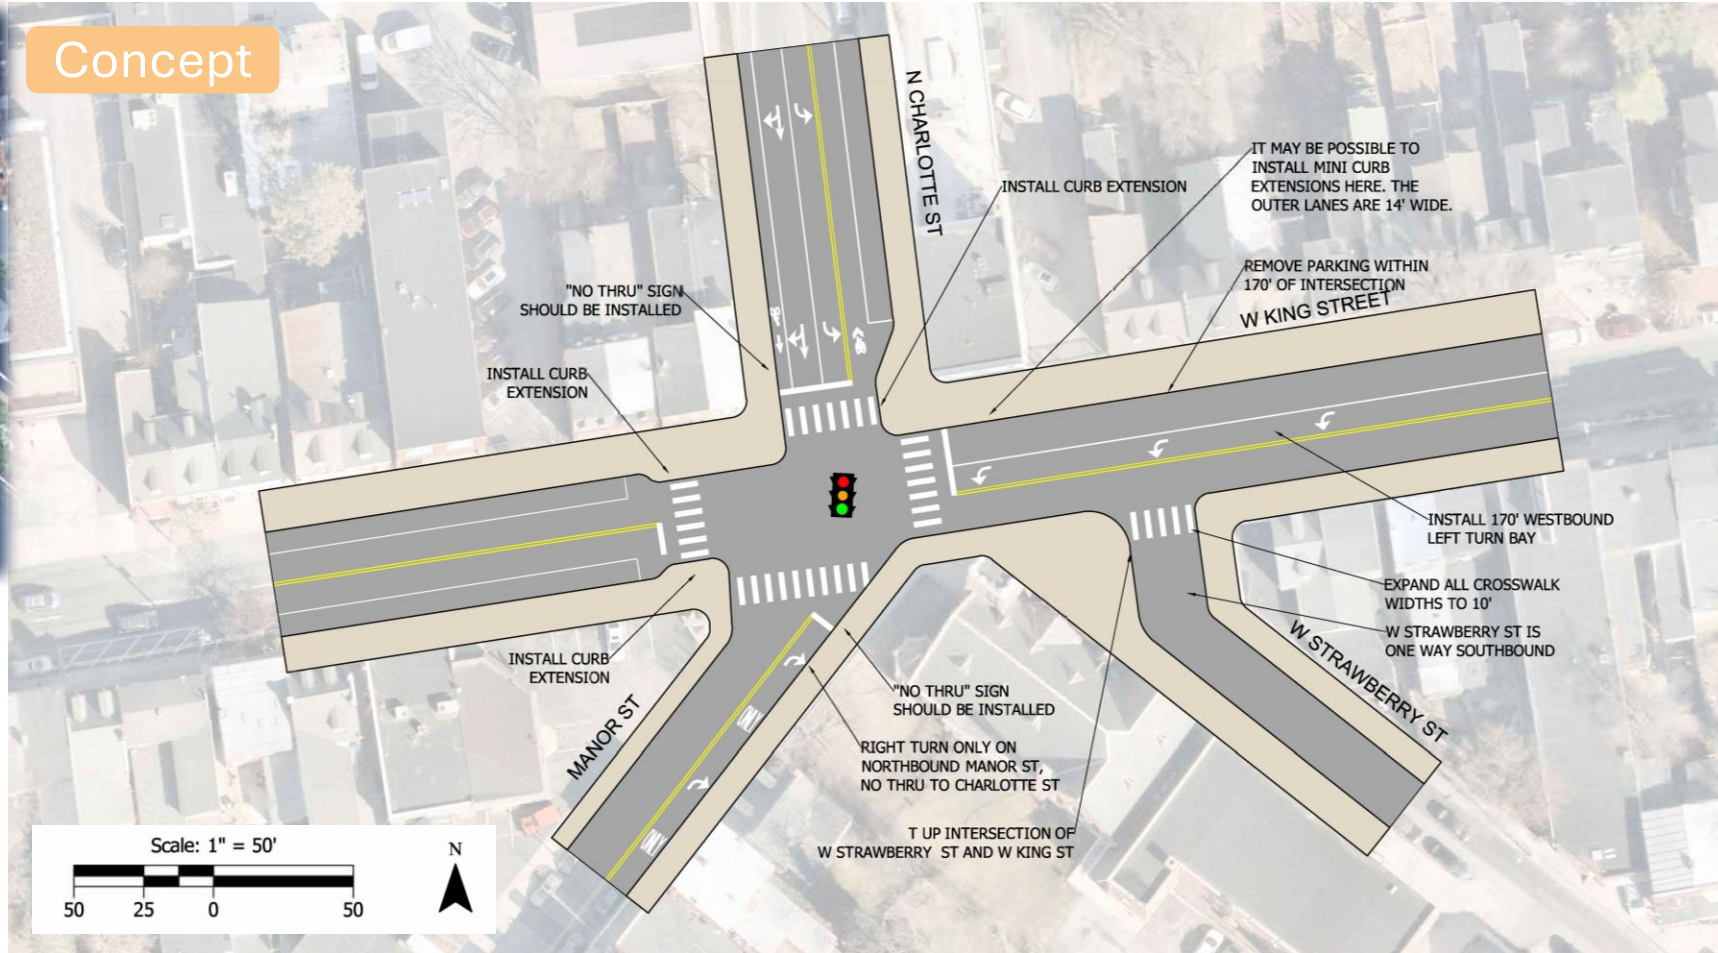 Concept
N CHARLOTTE ST
IT MAY BE POSSIBLE TO
INSTALL MINI CURB
EXTENSIONS HERE. THE
OUTER LANES ARE 14' WIDE.
INSTALL CURB EXTENSION
REMOVE PARKING WITHIN
170' OF INTERSECTION
W KING STREET
"NO THRU" SIGN
SHOULD BE INSTALLED
INSTALL CURB
EXTENSION
INSTALL 170' WESTBOUND
LEFT TURN BAY
EXPAND ALL CROSSWALK
WIDTHS TO 10'
W STRAWBERRY ST IS
ONE WAY SOUTHBOUND
W STRAWBERRY ST
INSTALL CURB
EXTENSION
MANOR ST
"NO THRU" SIGN
SHOULD BE INSTALLED
RIGHT TURN ONLY ON
NORTHBOUND MANOR ST,
NO THRU TO CHARLOTTE ST
T UP INTERSECTION OF
W STRAWBERRY ST AND W KING ST
Scale: 1" = 50'
50 25 0 50
N